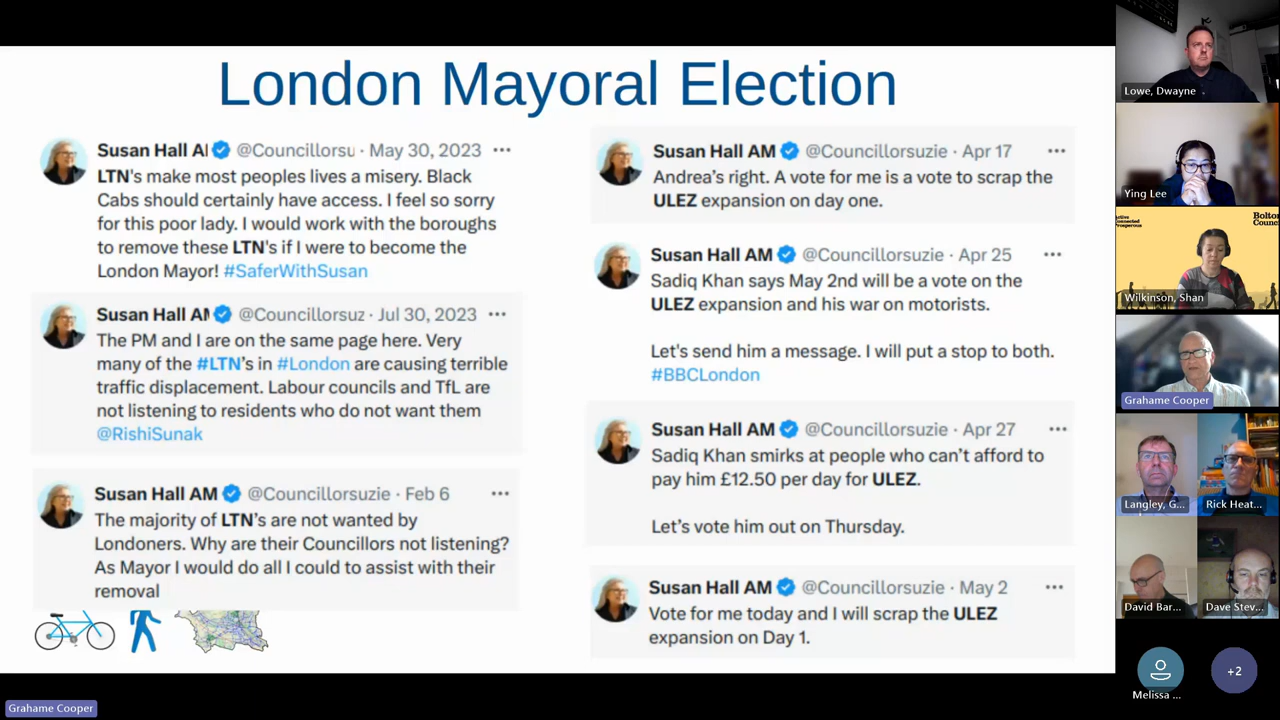 London Mayoral Election
Susan Hall Al @Councillorsu · May 30, 2023 ···
LTN's make most peoples lives a misery. Black
Cabs should certainly have access. I feel so sorry
for this poor lady. I would work with the boroughs
to remove these LTN's if I were to become the
London Mayor! #SaferWithSusan
Susan Hall AM @Councillorsuz · Jul 30, 2023 ···
The PM and I are on the same page here. Very
many of the #LTN's in #London are causing terrible
traffic displacement. Labour councils and TfL are
not listening to residents who do not want them
@RishiSunak
Susan Hall AM @Councillorsuzie · Feb 6 ···
The majority of LTN's are not wanted by
Londoners. Why are their Councillors not listening?
As Mayor I would do all I could to assist with their
removal
Susan Hall AM @Councillorsuzie · Apr 17 ···
Andrea's right. A vote for me is a vote to scrap the
ULEZ expansion on day one.
Susan Hall AM @Councillorsuzie · Apr 25 ···
Sadiq Khan says May 2nd will be a vote on the
ULEZ expansion and his war on motorists.
Let's send him a message. I will put a stop to both.
#BBCLondon
Susan Hall AM @Councillorsuzie · Apr 27 ···
Sadiq Khan smirks at people who can't afford to
pay him £12.50 per day for ULEZ.
Let's vote him out on Thursday.
Susan Hall AM @Councillorsuzie · May 2 ···
Vote for me today and I will scrap the ULEZ
expansion on Day 1.
Lowe, Dwayne
Ying Lee
Active
Connected
Prosperous
Bolton
Council
Wilkinson, Shan
Grahame Cooper
Langley, G...
Rick Heat...
David Bar...
Dave Stev...
Melissa ...
+2
Grahame Cooper